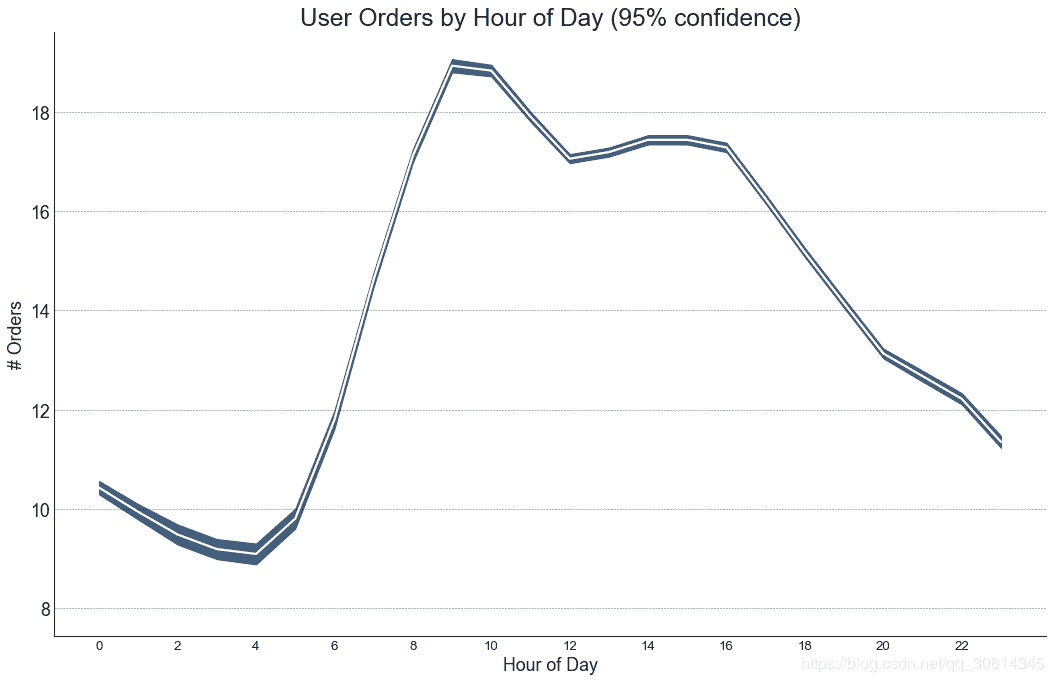 User Orders by Hour of Day (95% confidence)
# Orders
18
16
14
12
10
8
0 2 4 6 8 10 12 14 16 18 20 22
Hour of Day
https://blog.csdn.net/qq_30614345